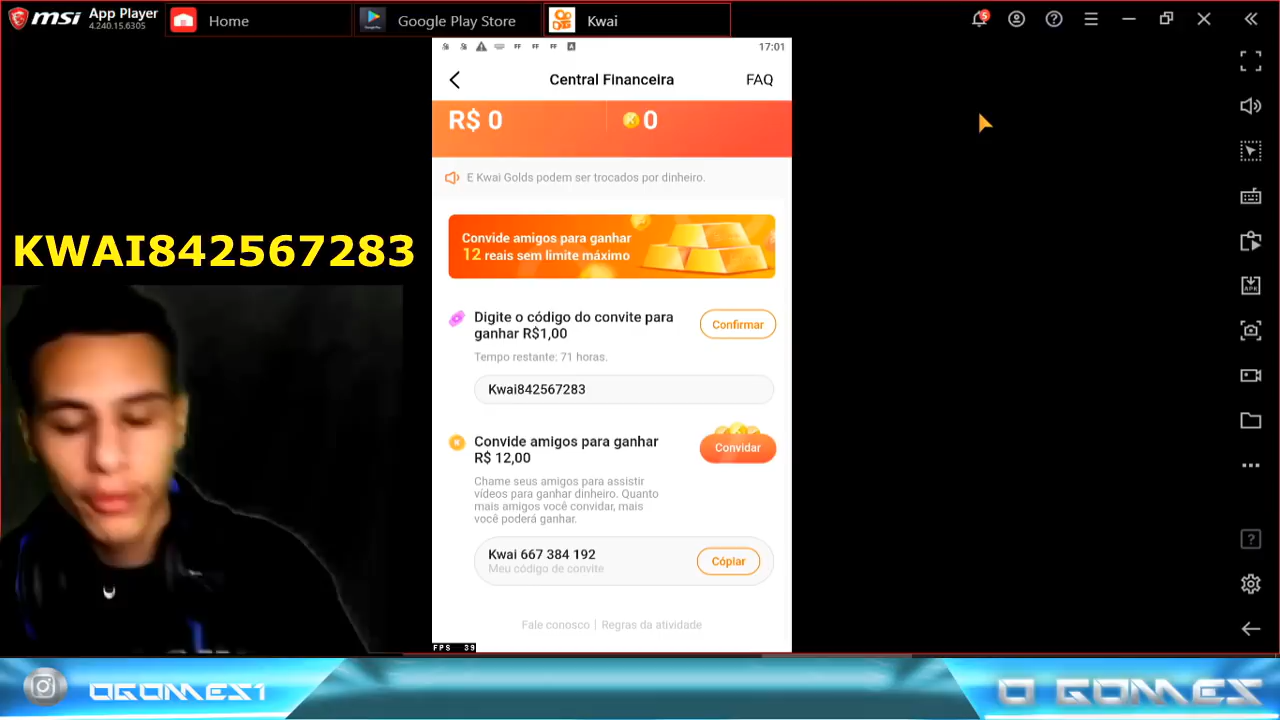 msi App Player
4.240.15.6305
Home
Google Play Store
Kwai
5
17:01
Central Financeira
FAQ
R$ 0
0
E Kwai Golds podem ser trocados por dinheiro.
Convide amigos para ganhar
12 reais sem limite máximo
KWAI842567283
Digite o código do convite para
ganhar R$1,00
Confirmar
Tempo restante: 71 horas.
Kwai842567283
Convide amigos para ganhar
R$ 12,00
Convidar
Chame seus amigos para assistir
vídeos para ganhar dinheiro. Quanto
mais amigos você convidar, mais
você poderá ganhar.
Kwai 667 384 192
Meu código de convite
Cópiar
Fale conosco | Regras da atividade
FPS 39
OGOMES1
O GOMES